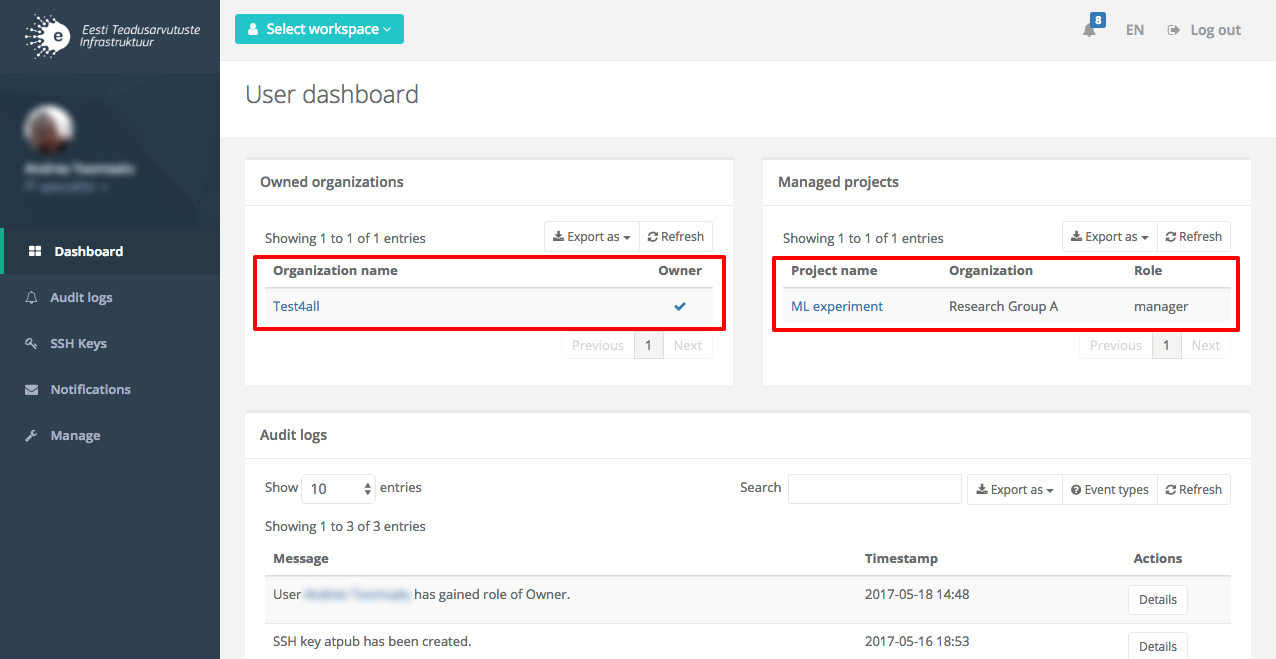 Eesti Teadusarvutuste
Infrastruktuur
e
Select workspace
8
EN
Log out
User dashboard
Dashboard
Audit logs
SSH Keys
Notifications
Manage
Owned organizations
Showing 1 to 1 of 1 entries
Export as
Refresh
Organization name Owner
Test4all
Previous 1 Next
Managed projects
Showing 1 to 1 of 1 entries
Export as
Refresh
Project name Organization Role
ML experiment Research Group A manager
Previous 1 Next
Audit logs
Show 10 entries
Search
Export as
Event types
Refresh
Showing 1 to 3 of 3 entries
Message Timestamp Actions
User has gained role of Owner. 2017-05-18 14:48 Details
SSH key atpub has been created. 2017-05-16 18:53 Details